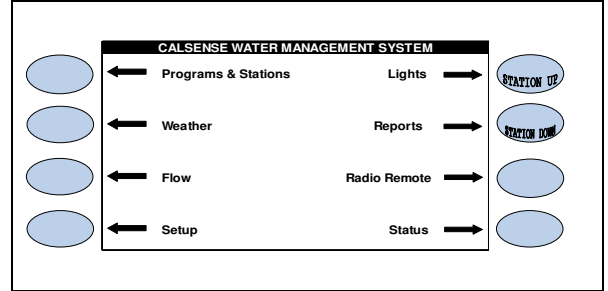 CALSENSE WATER MANAGEMENT SYSTEM
Programs & Stations Lights STATION UP
Weather Reports STATION DOWN
Flow Radio Remote
Setup Status